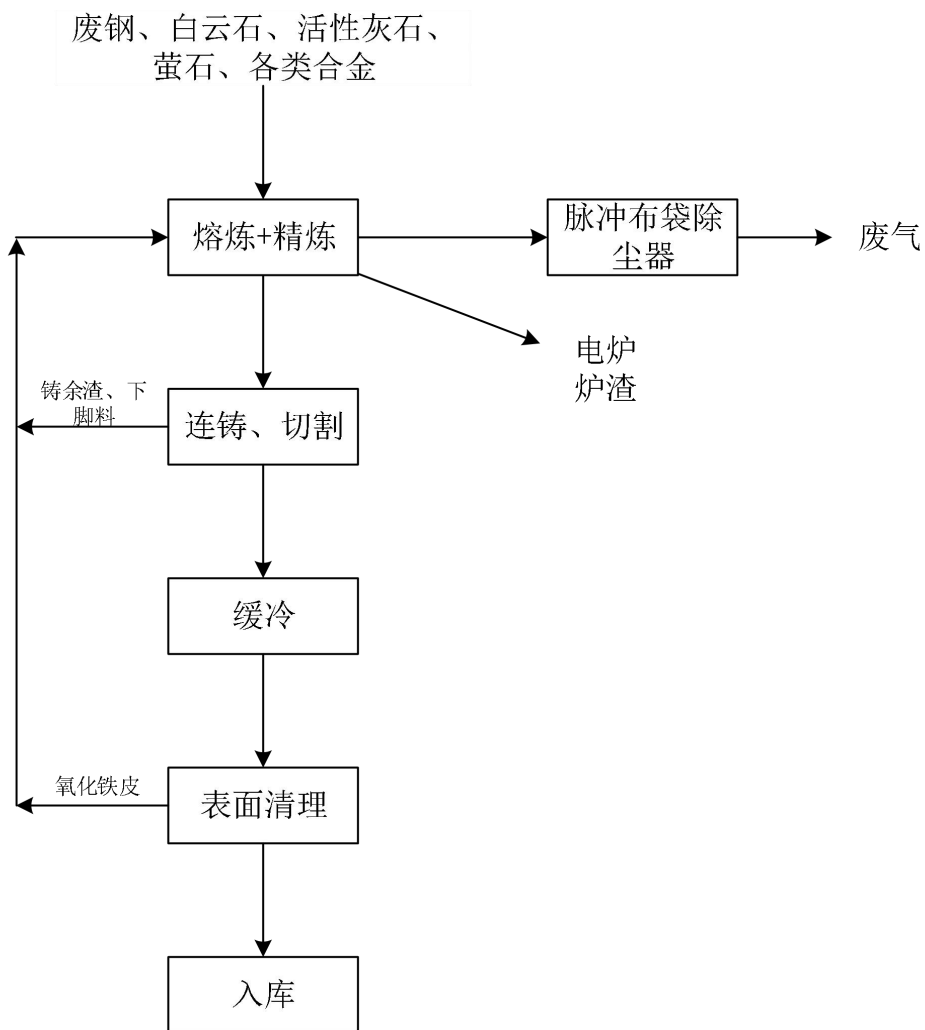 废钢、白云石、活性灰石、
萤石、各类合金
熔炼+精炼
脉冲布袋除
尘器
废气
电炉
炉渣
铸余渣、下
脚料
连铸、切割
缓冷
氧化铁皮
表面清理
入库